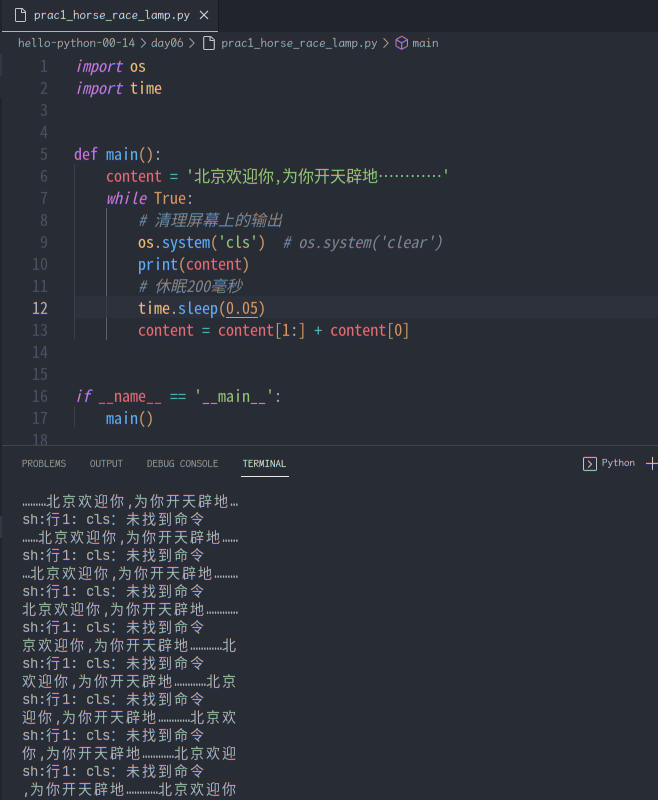 prac1_horse_race_lamp.py ×
hello-python-00-14 > day06 > prac1_horse_race_lamp.py > main
1 import os
2 import time
3
4
5 def main():
6 content = '北京欢迎你,为你开天辟地…………'
7 while True:
8 # 清理屏幕上的输出
9 os.system('cls') # os.system('clear')
10 print(content)
11 # 休眠200毫秒
12 time.sleep(0.05)
13 content = content[1:] + content[0]
14
15
16 if __name__ == '__main__':
17 main()
18
PROBLEMS OUTPUT DEBUG CONSOLE TERMINAL Python +
………北京欢迎你,为你开天辟地…
sh:行1: cls: 未找到命令
……北京欢迎你,为你开天辟地……
sh:行1: cls: 未找到命令
…北京欢迎你,为你开天辟地………
sh:行1: cls: 未找到命令
北京欢迎你,为你开天辟地…………
sh:行1: cls: 未找到命令
京欢迎你,为你开天辟地…………北
sh:行1: cls: 未找到命令
欢迎你,为你开天辟地…………北京
sh:行1: cls: 未找到命令
迎你,为你开天辟地…………北京欢
sh:行1: cls: 未找到命令
你,为你开天辟地…………北京欢迎
sh:行1: cls: 未找到命令
,为你开天辟地…………北京欢迎你